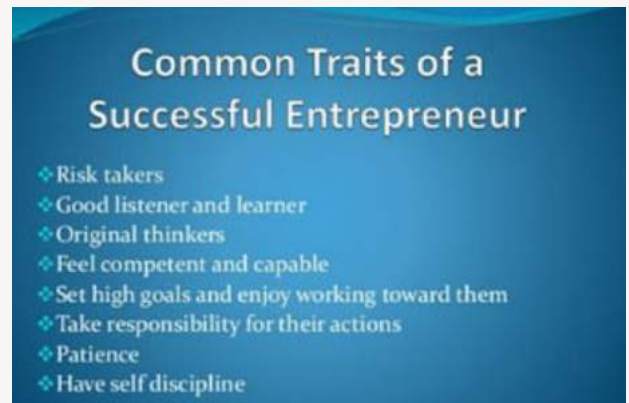 Common Traits of a
Successful Entrepreneur
Risk takers
Good listener and learner
Original thinkers
Feel competent and capable
Set high goals and enjoy working toward them
Take responsibility for their actions
Patience
Have self discipline